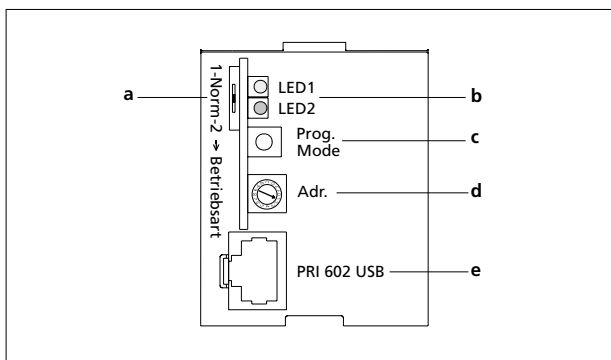 a
1-Norm-2 → Betriebsart
LED1
LED2
b
Prog.
Mode
c
Adr.
d
PRI 602 USB
e